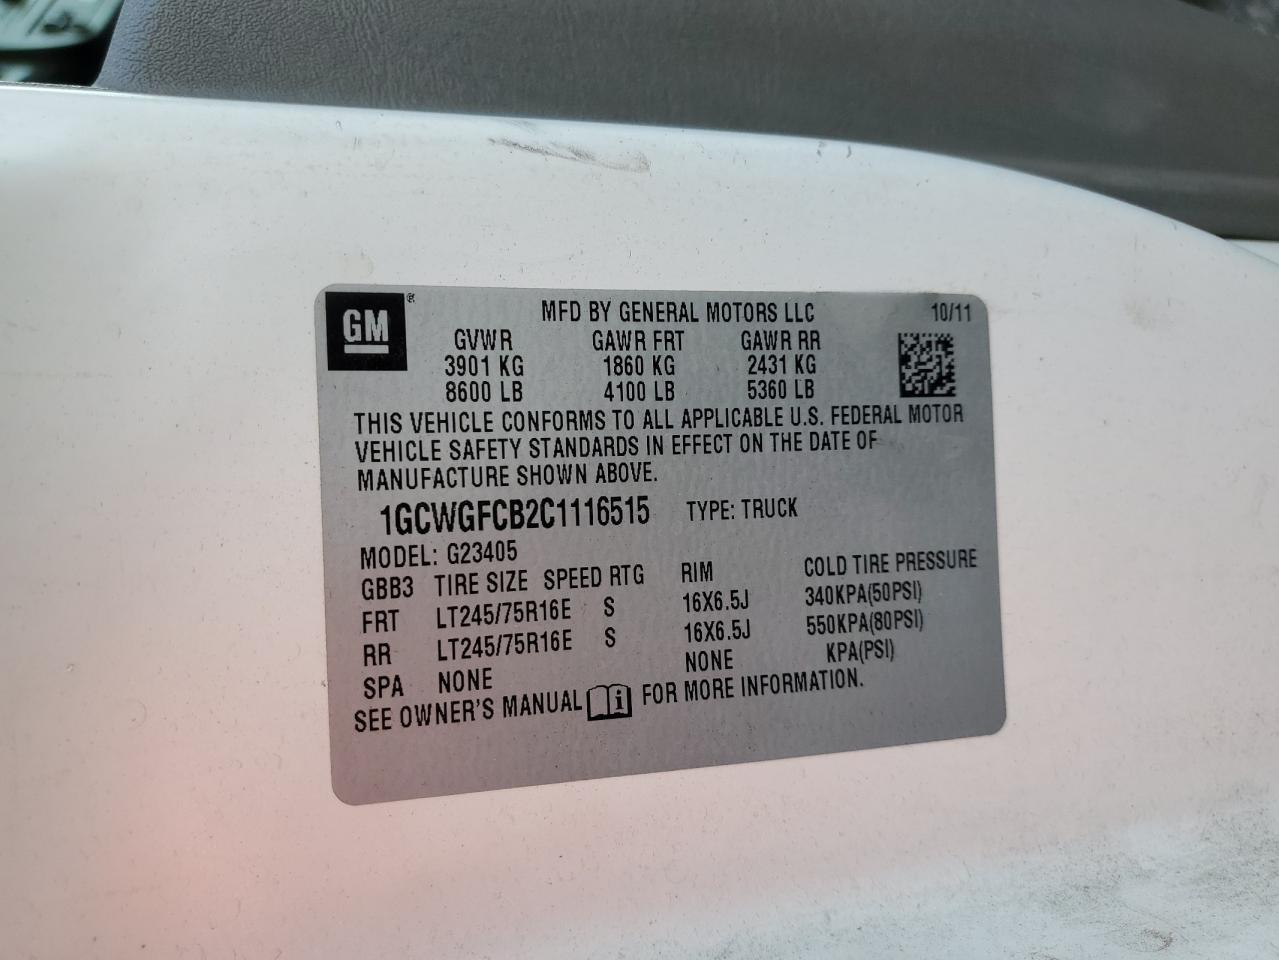 GM ®
MFD BY GENERAL MOTORS LLC 10/11
GVWR GAWR FRT GAWR RR
3901 KG 1860 KG 2431 KG
8600 LB 4100 LB 5360 LB
THIS VEHICLE CONFORMS TO ALL APPLICABLE U.S. FEDERAL MOTOR
VEHICLE SAFETY STANDARDS IN EFFECT ON THE DATE OF
MANUFACTURE SHOWN ABOVE.
1GCWGFCB2C1116515 TYPE: TRUCK
MODEL: G23405
GBB3 TIRE SIZE SPEED RTG RIM COLD TIRE PRESSURE
FRT LT245/75R16E S 16X6.5J 340KPA(50PSI)
RR LT245/75R16E S 16X6.5J 550KPA(80PSI)
SPA NONE NONE KPA(PSI)
SEE OWNER'S MANUAL FOR MORE INFORMATION.